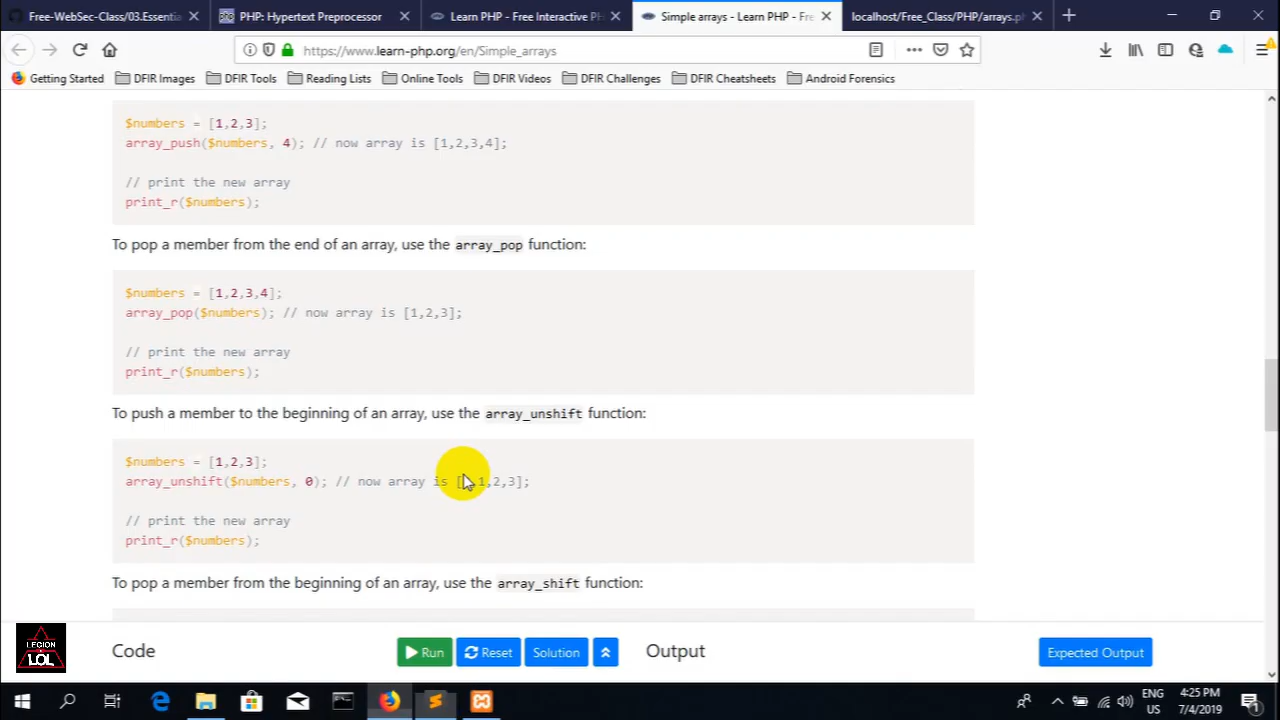 Free-WebSec-Class/03.Essentia
PHP: Hypertext Preprocessor
Learn PHP - Free Interactive PH
Simple arrays - Learn PHP - Fre
localhost/Free_Class/PHP/arrays.ph
https://www.learn-php.org/en/Simple_arrays
Getting Started
DFIR Images
DFIR Tools
Reading Lists
Online Tools
DFIR Videos
DFIR Challenges
DFIR Cheatsheets
Android Forensics
$numbers = [1,2,3];
array_push($numbers, 4); // now array is [1,2,3,4];
// print the new array
print_r($numbers);
To pop a member from the end of an array, use the array_pop function:
$numbers = [1,2,3,4];
array_pop($numbers); // now array is [1,2,3];
// print the new array
print_r($numbers);
To push a member to the beginning of an array, use the array_unshift function:
$numbers = [1,2,3];
array_unshift($numbers, 0); // now array is [ 1,2,3];
// print the new array
print_r($numbers);
To pop a member from the beginning of an array, use the array_shift function:
LEGION
LOL
Code
Run
Reset
Solution
Output
Expected Output
ENG
US
4:25 PM
7/4/2019
1